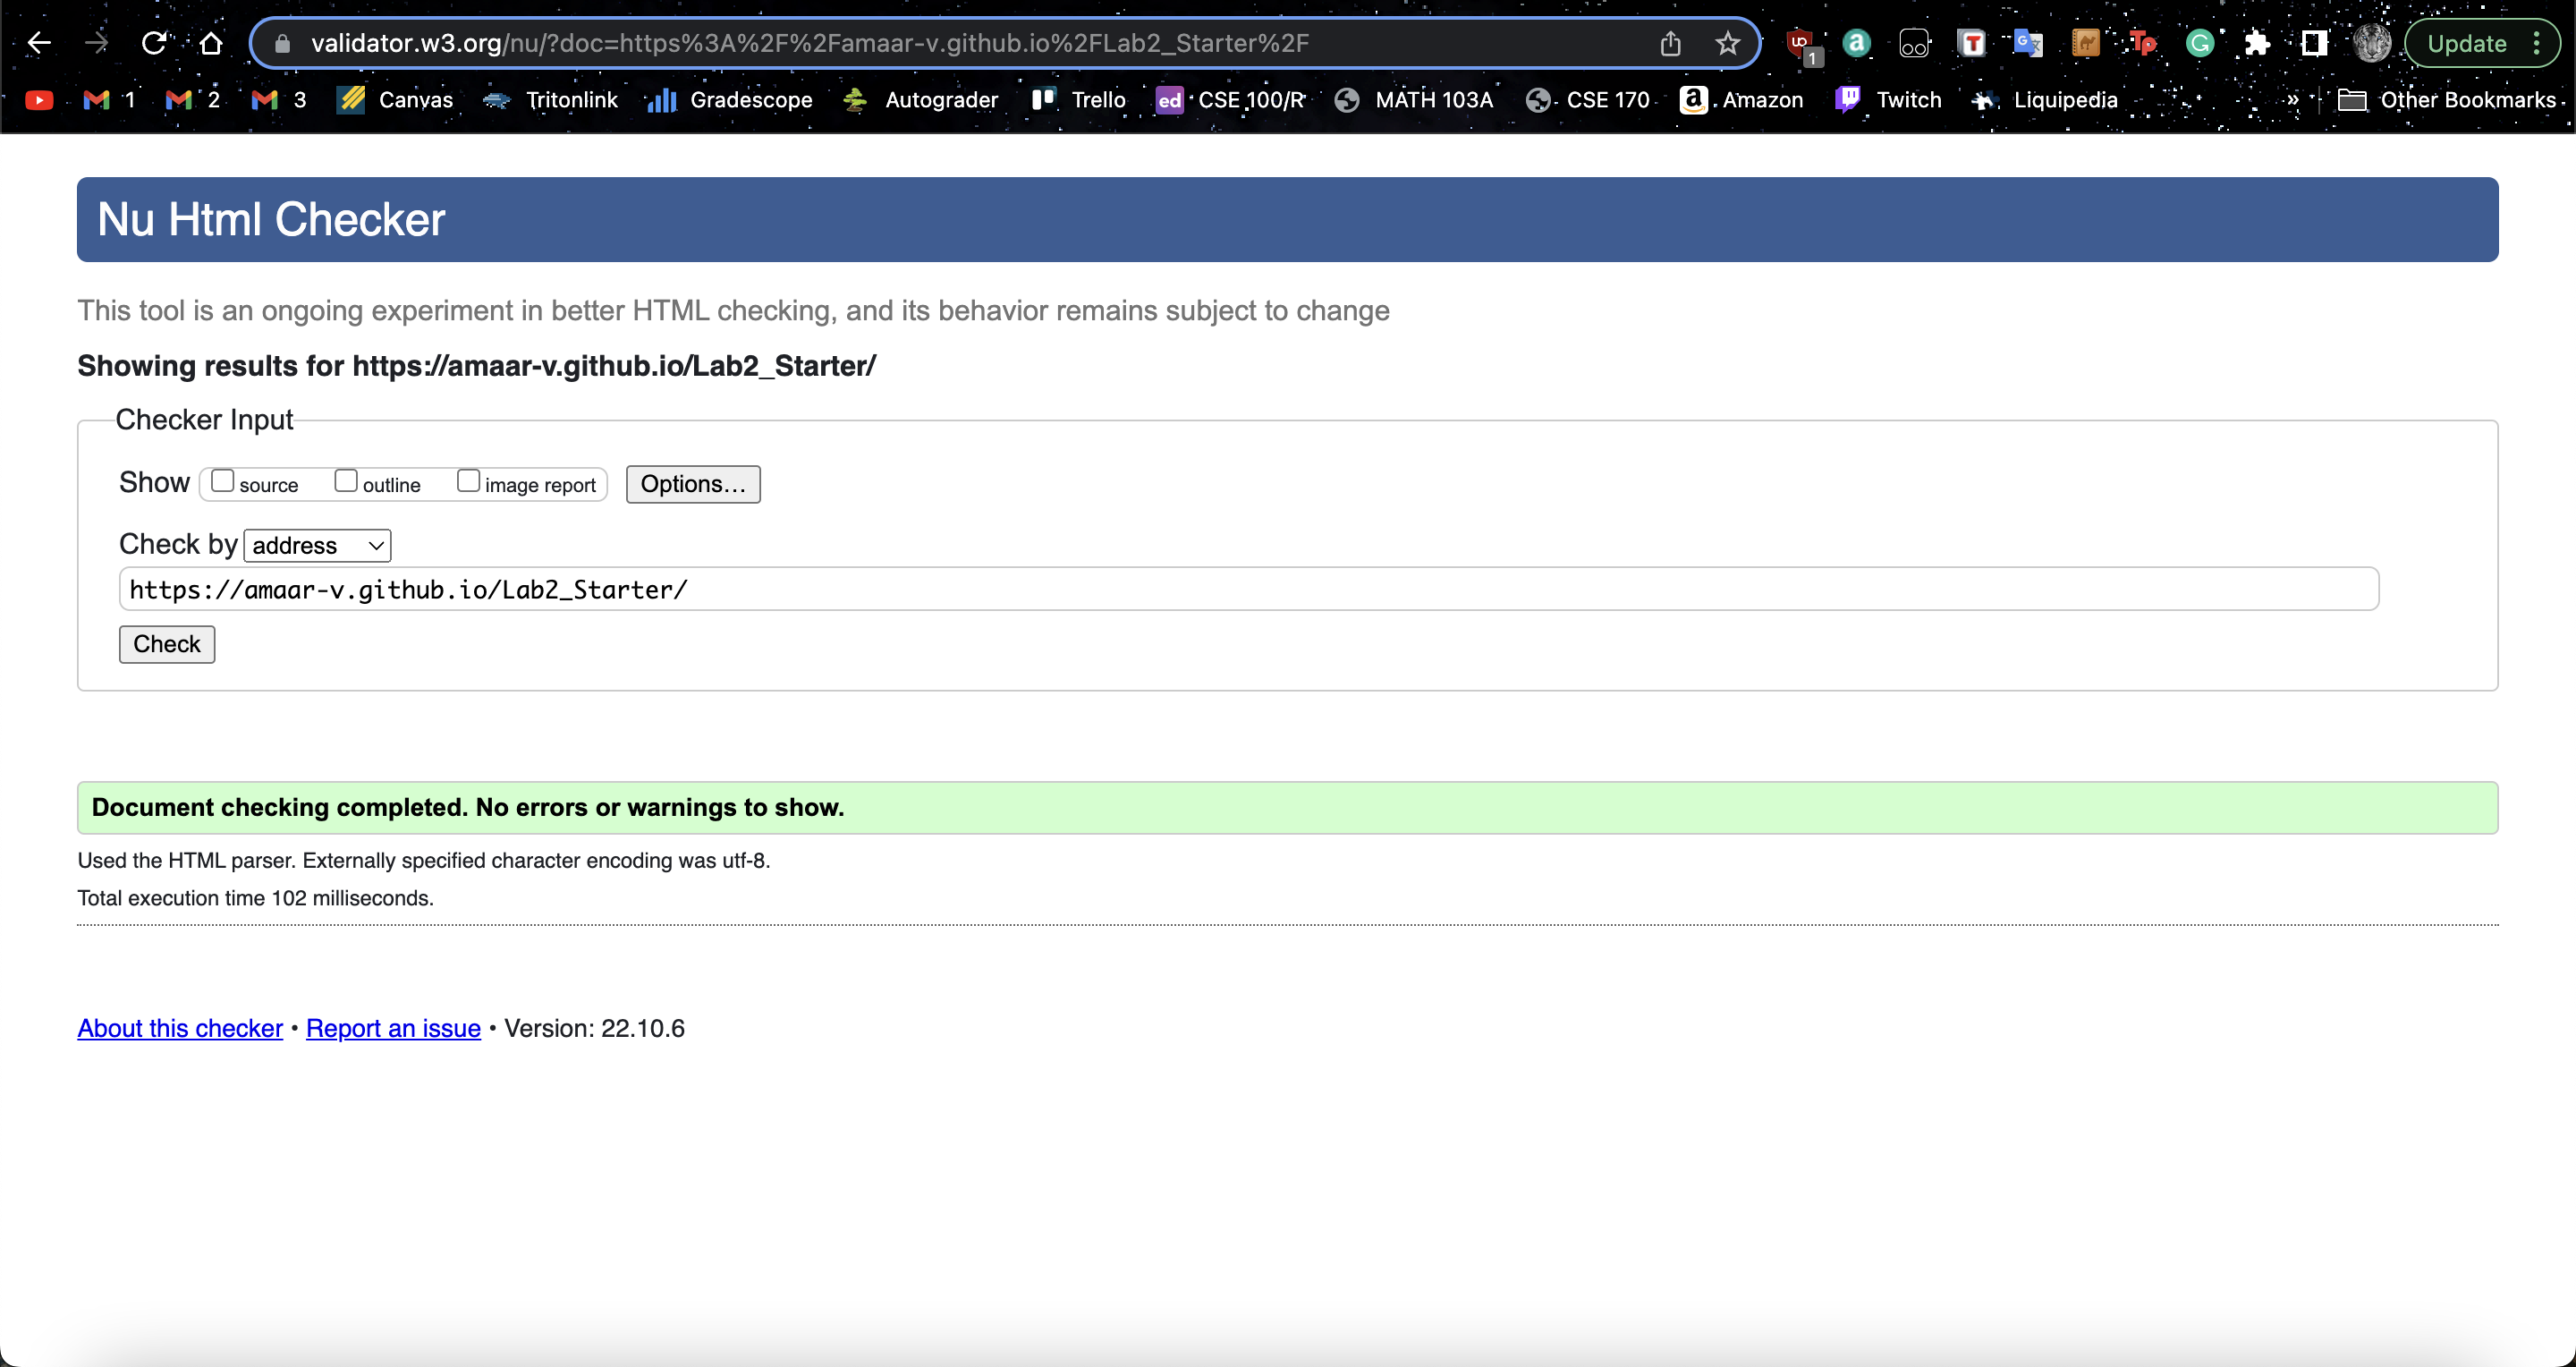 validator.w3.org/nu/?doc=https%3A%2F%2Famaar-v.github.io%2FLab2_Starter%2F
UD 1 a T G Tp G Update
1 2 3 Canvas Tritonlink Gradescope Autograder Trello ed CSE 100/R MATH 103A CSE 170 a Amazon Twitch Liquipedia » Other Bookmarks
Nu Html Checker
This tool is an ongoing experiment in better HTML checking, and its behavior remains subject to change
Showing results for https://amaar-v.github.io/Lab2_Starter/
Checker Input
Show source outline image report Options...
Check by address
https://amaar-v.github.io/Lab2_Starter/
Check
Document checking completed. No errors or warnings to show.
Used the HTML parser. Externally specified character encoding was utf-8.
Total execution time 102 milliseconds.
About this checker • Report an issue • Version: 22.10.6